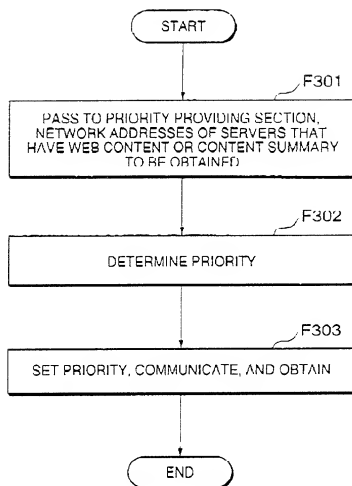 START
F301
PASS TO PRIORITY PROVIDING SECTION,
NETWORK ADDRESSES OF SERVERS THAT
HAVE WEB CONTENT OR CONTENT SUMMARY
TO BE OBTAINED
F302
DETERMINE PRIORITY
F303
SET PRIORITY, COMMUNICATE, AND OBTAIN
END